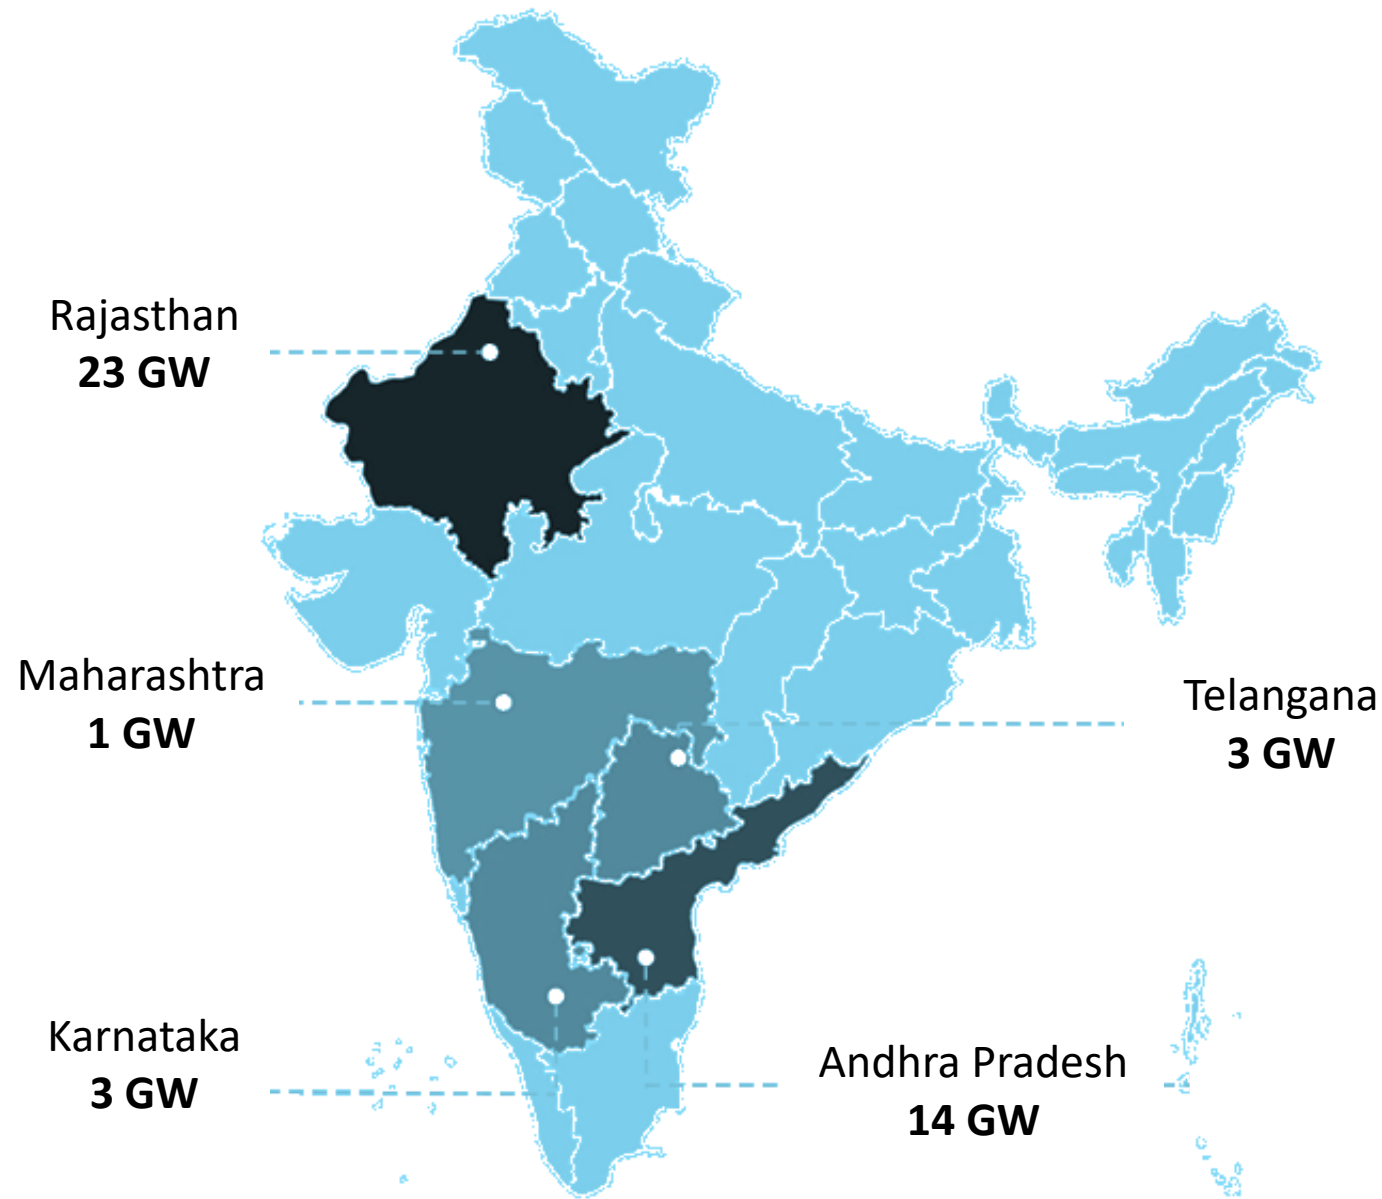 Rajasthan
23 GW
Maharashtra
1 GW
Telangana
3 GW
Karnataka
3 GW
Andhra Pradesh
14 GW